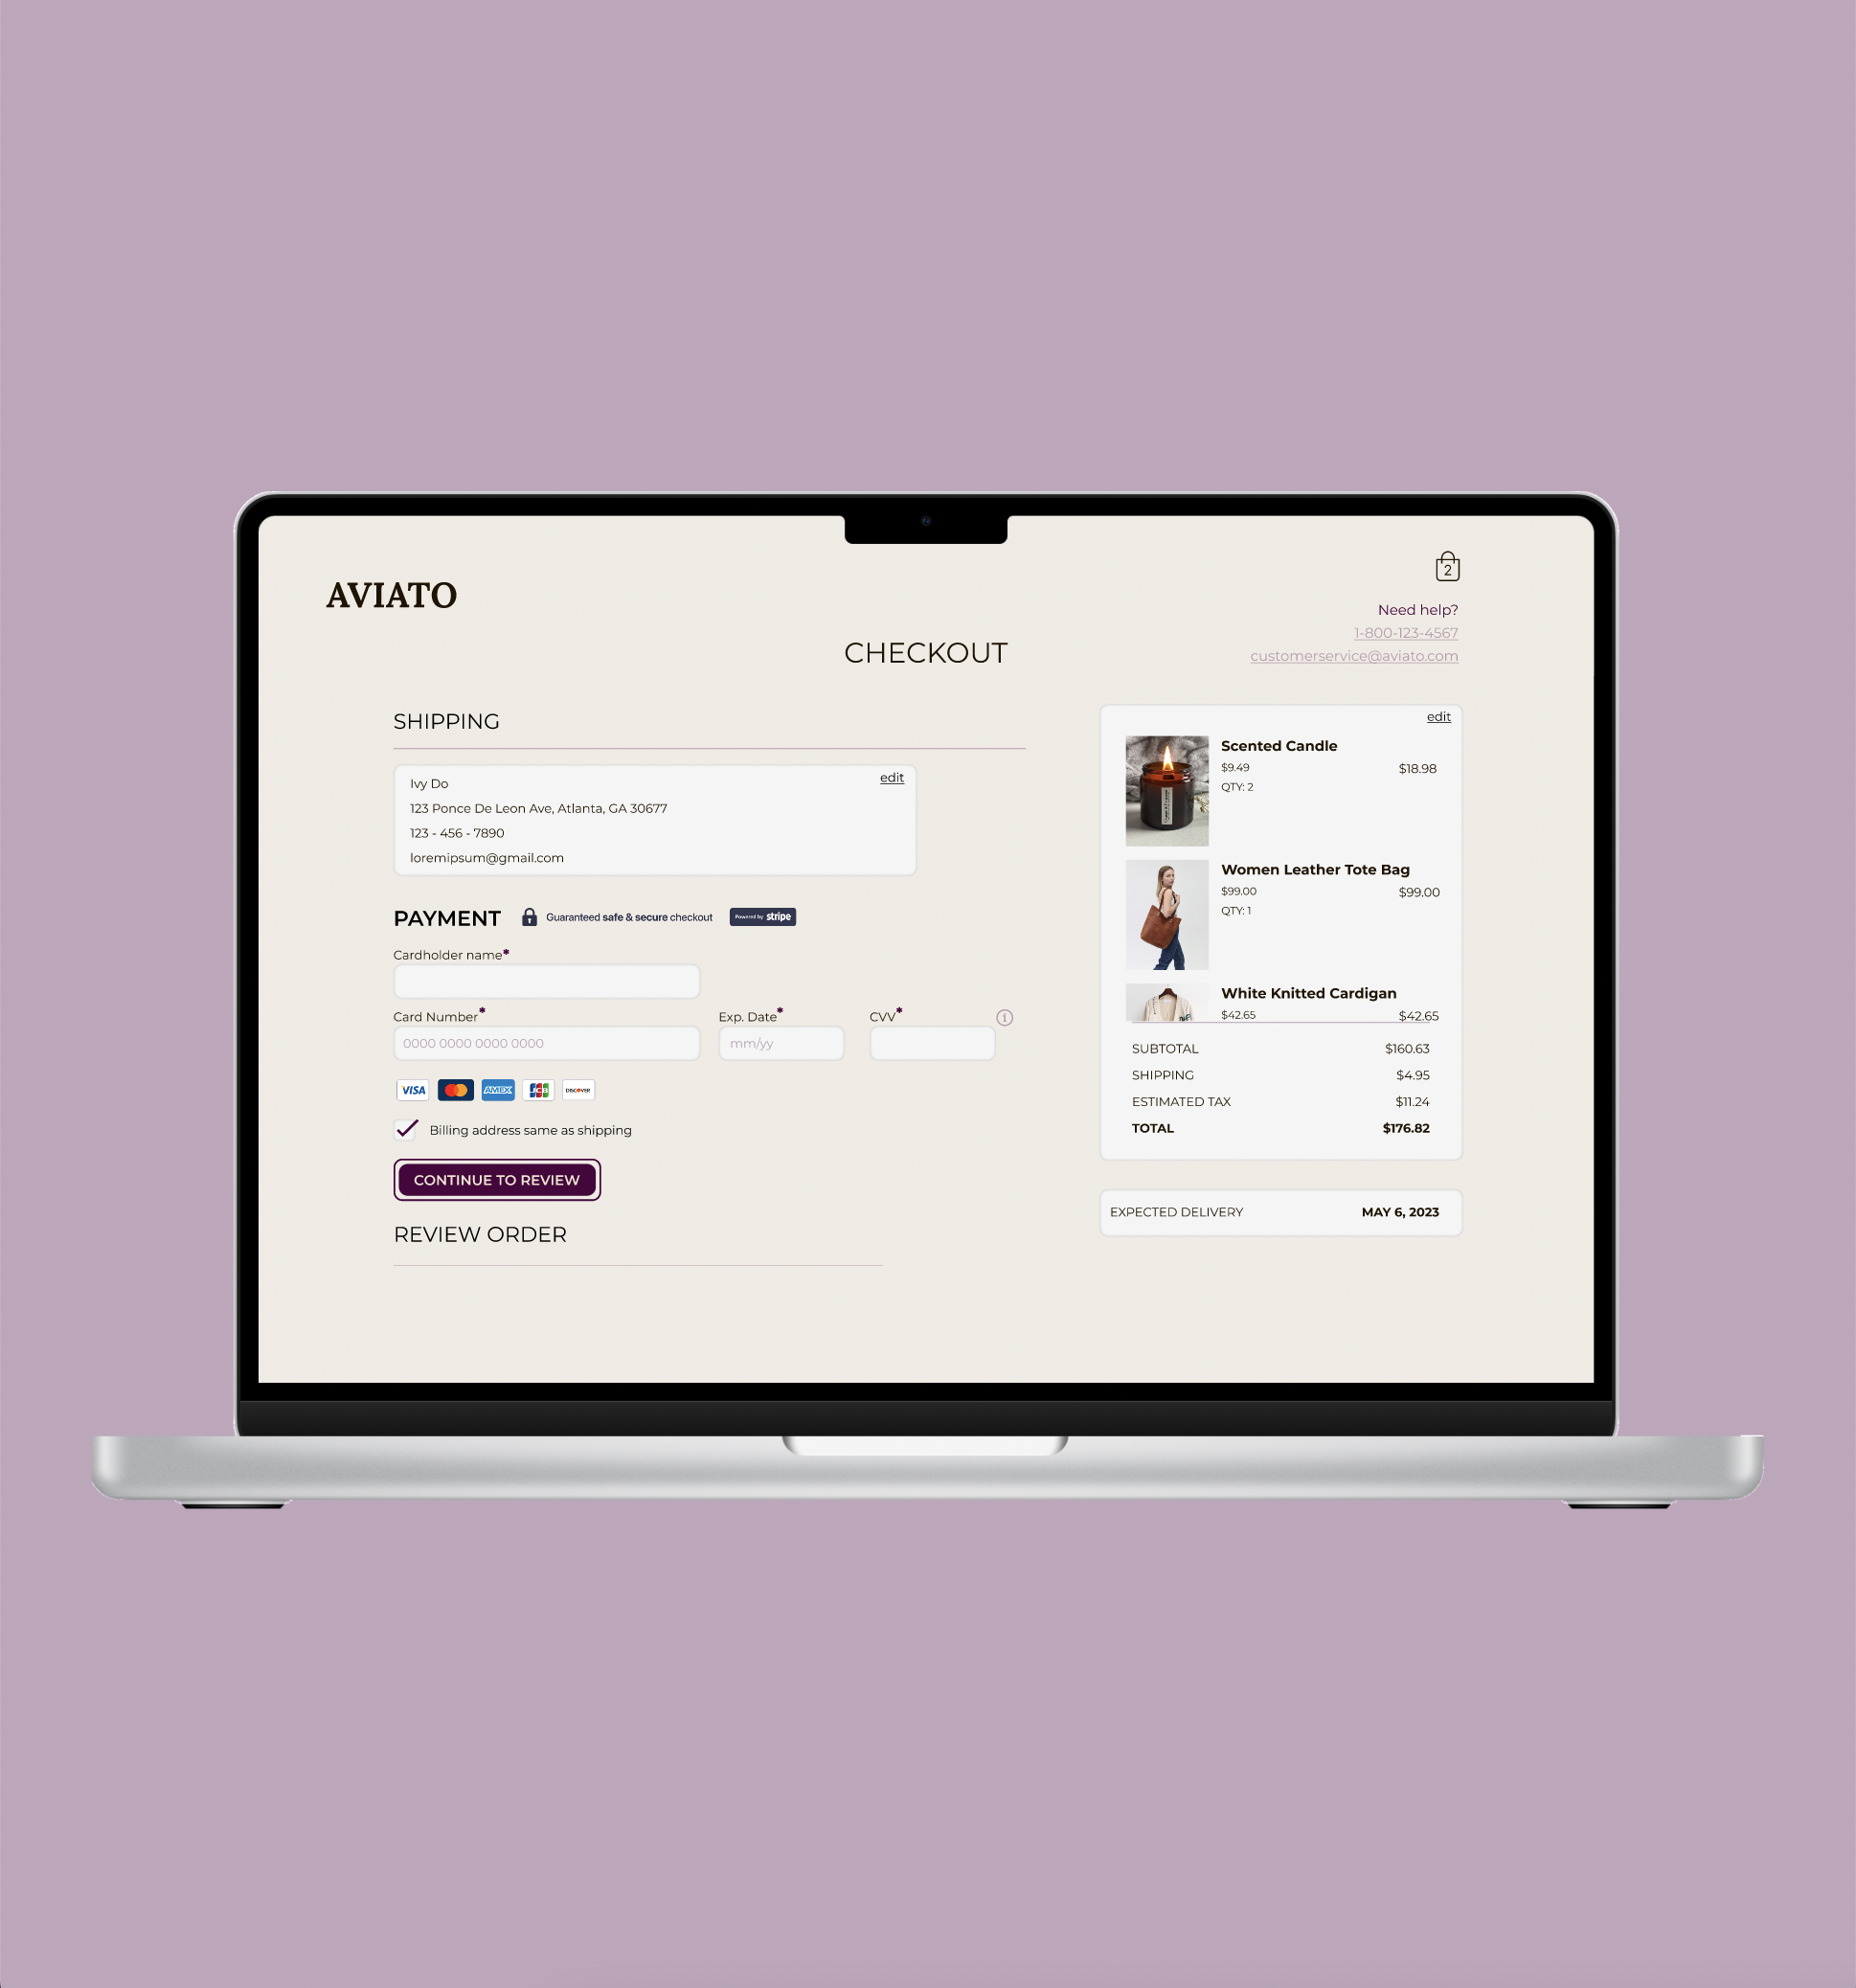 AVIATO
2
Need help?
1-800-123-4567
customerservice@aviato.com
CHECKOUT
SHIPPING
Ivy Do
edit
123 Ponce De Leon Ave, Atlanta, GA 30677
123 - 456 - 7890
loremipsum@gmail.com
PAYMENT
Guaranteed safe & secure checkout
Powered by stripe
Cardholder name*
Card Number*
Exp. Date*
CVV*
i
0000 0000 0000 0000
mm/yy
VISA
AMEX
JCB
DISCOVER
Billing address same as shipping
CONTINUE TO REVIEW
REVIEW ORDER
edit
Scented Candle
$9.49
$18.98
QTY: 2
Women Leather Tote Bag
$99.00
$99.00
QTY: 1
White Knitted Cardigan
$42.65
$42.65
SUBTOTAL $160.63
SHIPPING $4.95
ESTIMATED TAX $11.24
TOTAL $176.82
EXPECTED DELIVERY MAY 6, 2023